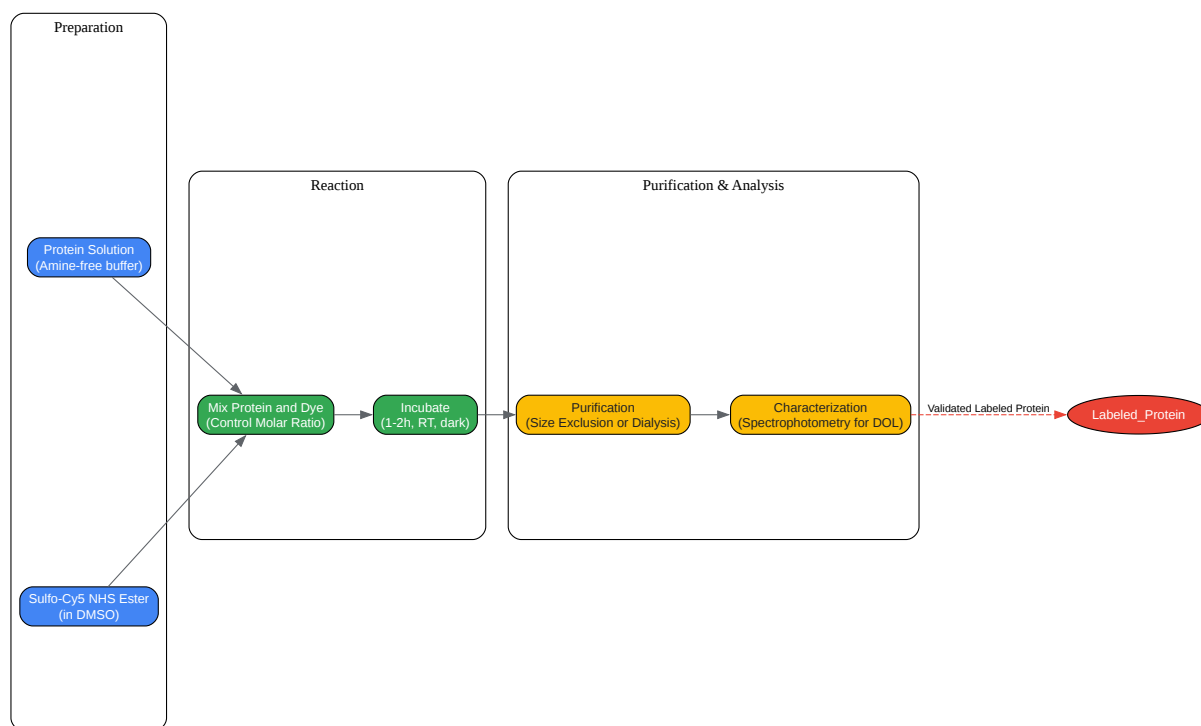 Preparation
Protein Solution
(Amine-free buffer)
Sulfo-Cy5 NHS Ester
(in DMSO)
Reaction
Mix Protein and Dye
(Control Molar Ratio)
Incubate
(1-2h, RT, dark)
Purification & Analysis
Purification
(Size Exclusion or Dialysis)
Characterization
(Spectrophotometry for DOL)
Validated Labeled Protein
Labeled_Protein